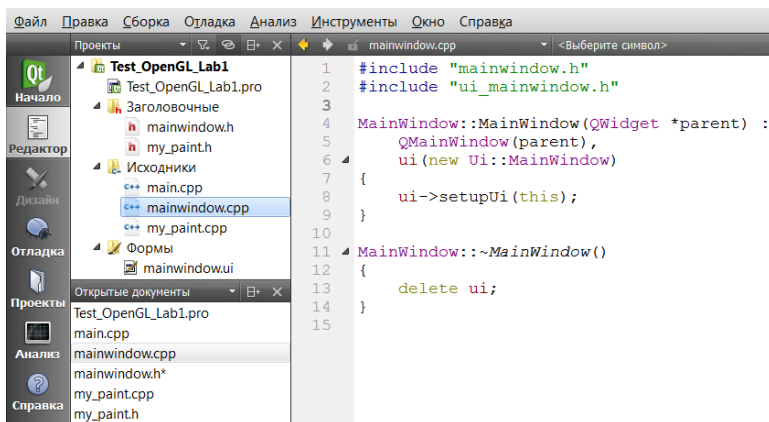 Файл Правка Сборка Отладка Анализ Инструменты Окно Справка
Проекты
mainwindow.cpp
<Выберите символ>
Qt
Начало
Редактор
Дизайн
Отладка
Проекты
Анализ
Справка
Test_OpenGL_Lab1
Test_OpenGL_Lab1.pro
Заголовочные
h mainwindow.h
h my_paint.h
Исходники
c++ main.cpp
c++ mainwindow.cpp
c++ my_paint.cpp
Формы
mainwindow.ui
Открытые документы
Test_OpenGL_Lab1.pro
main.cpp
mainwindow.cpp
mainwindow.h*
my_paint.cpp
my_paint.h
1 #include "mainwindow.h"
2 #include "ui_mainwindow.h"
3
4 MainWindow::MainWindow(QWidget *parent) :
5     QMainWindow(parent),
6     ui(new Ui::MainWindow)
7 {
8     ui->setupUi(this);
9 }
10
11 MainWindow::~MainWindow()
12 {
13     delete ui;
14 }
15